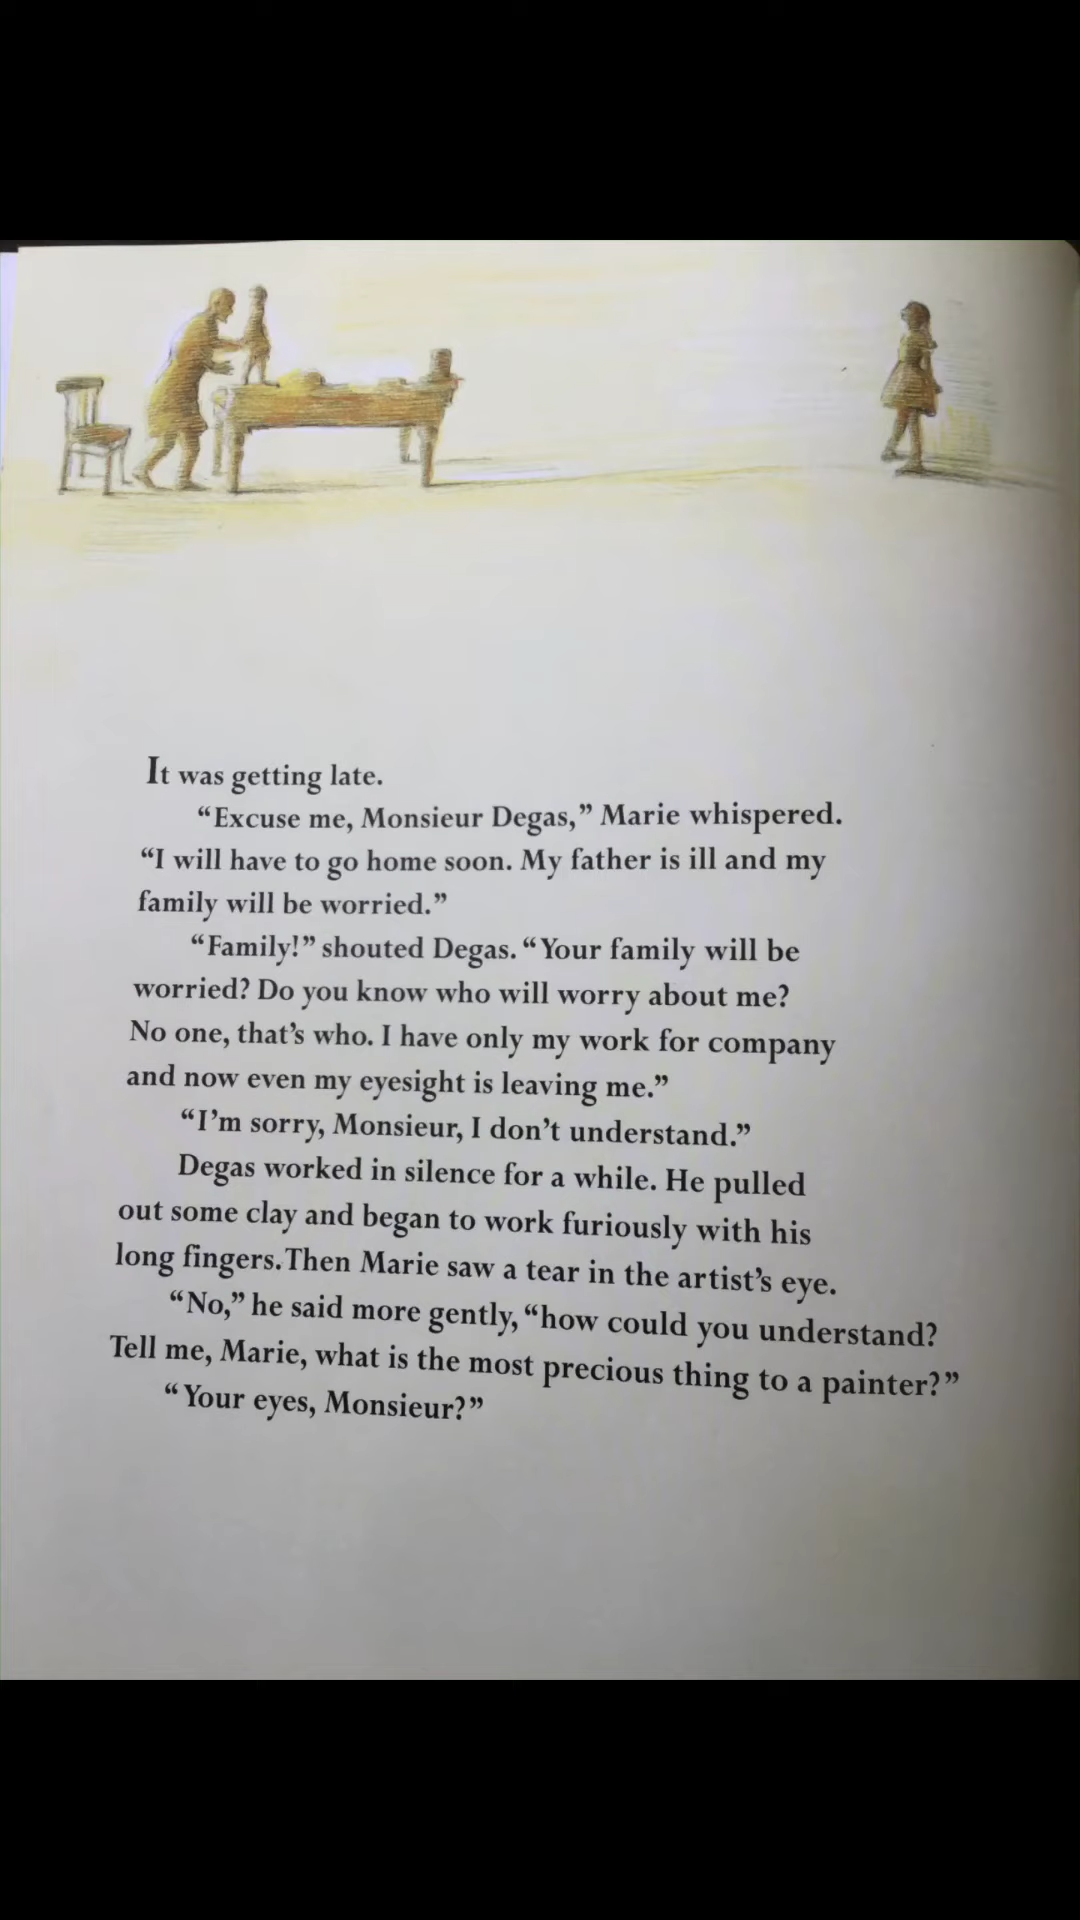 It was getting late.
“Excuse me, Monsieur Degas,” Marie whispered.
“I will have to go home soon. My father is ill and my
family will be worried.”
“Family!” shouted Degas. “Your family will be
worried? Do you know who will worry about me?
No one, that’s who. I have only my work for company
and now even my eyesight is leaving me.”
“I’m sorry, Monsieur, I don’t understand.”
Degas worked in silence for a while. He pulled
out some clay and began to work furiously with his
long fingers. Then Marie saw a tear in the artist’s eye.
“No,” he said more gently, “how could you understand?
Tell me, Marie, what is the most precious thing to a painter?”
“Your eyes, Monsieur?”